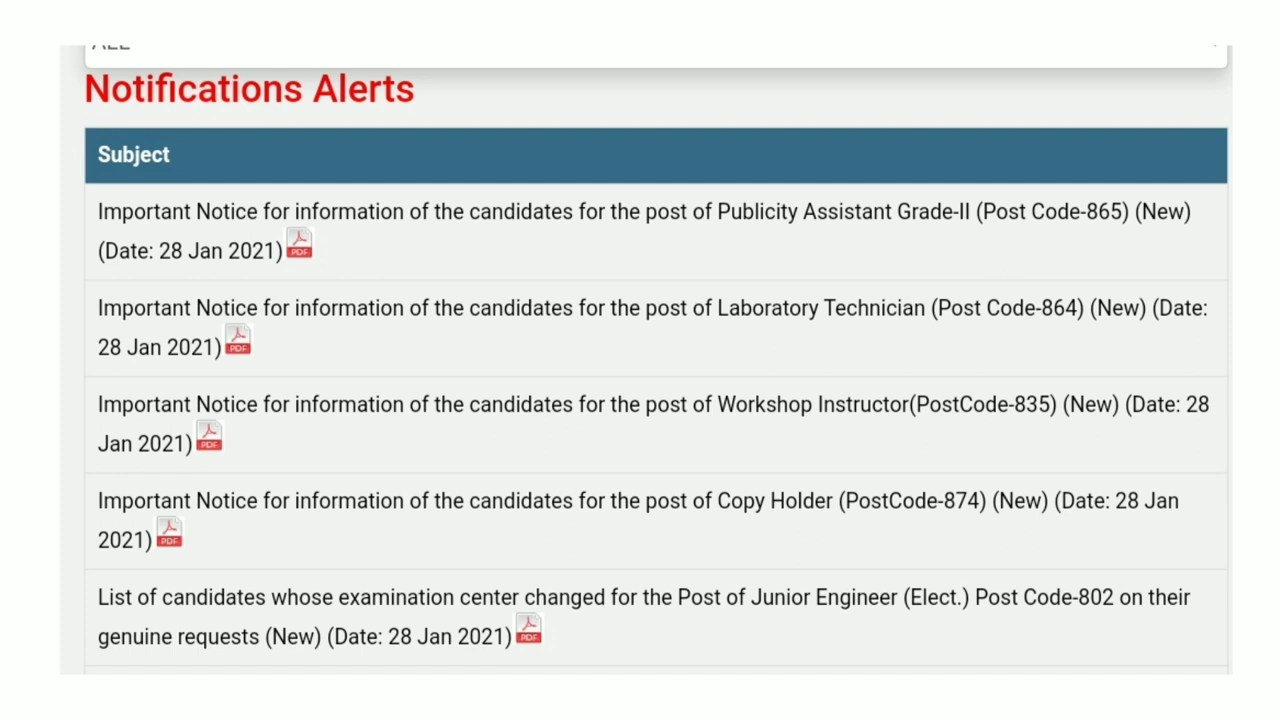 Notifications Alerts
Subject
Important Notice for information of the candidates for the post of Publicity Assistant Grade-II (Post Code-865) (New)
(Date: 28 Jan 2021) PDF
Important Notice for information of the candidates for the post of Laboratory Technician (Post Code-864) (New) (Date:
28 Jan 2021) PDF
Important Notice for information of the candidates for the post of Workshop Instructor(PostCode-835) (New) (Date: 28
Jan 2021) PDF
Important Notice for information of the candidates for the post of Copy Holder (PostCode-874) (New) (Date: 28 Jan
2021) PDF
List of candidates whose examination center changed for the Post of Junior Engineer (Elect.) Post Code-802 on their
genuine requests (New) (Date: 28 Jan 2021) PDF